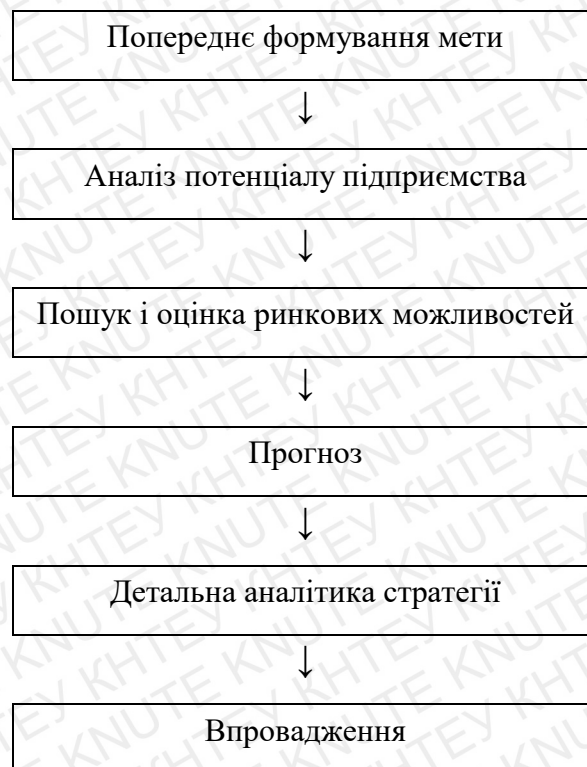 Попереднє формування мети
↓
Аналіз потенціалу підприємства
↓
Пошук і оцінка ринкових можливостей
↓
Прогноз
↓
Детальна аналітика стратегії
↓
Впровадження